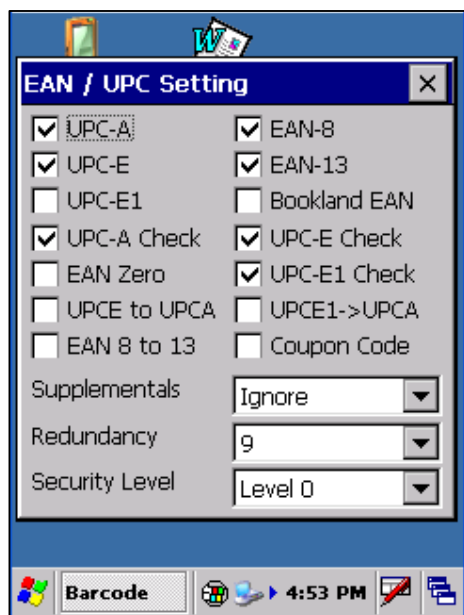 EAN / UPC Setting
UPC-A EAN-8
UPC-E EAN-13
UPC-E1 Bookland EAN
UPC-A Check UPC-E Check
EAN Zero UPC-E1 Check
UPCE to UPCA UPCE1->UPCA
EAN 8 to 13 Coupon Code
Supplementals Ignore
Redundancy 9
Security Level Level 0
Barcode 4:53 PM